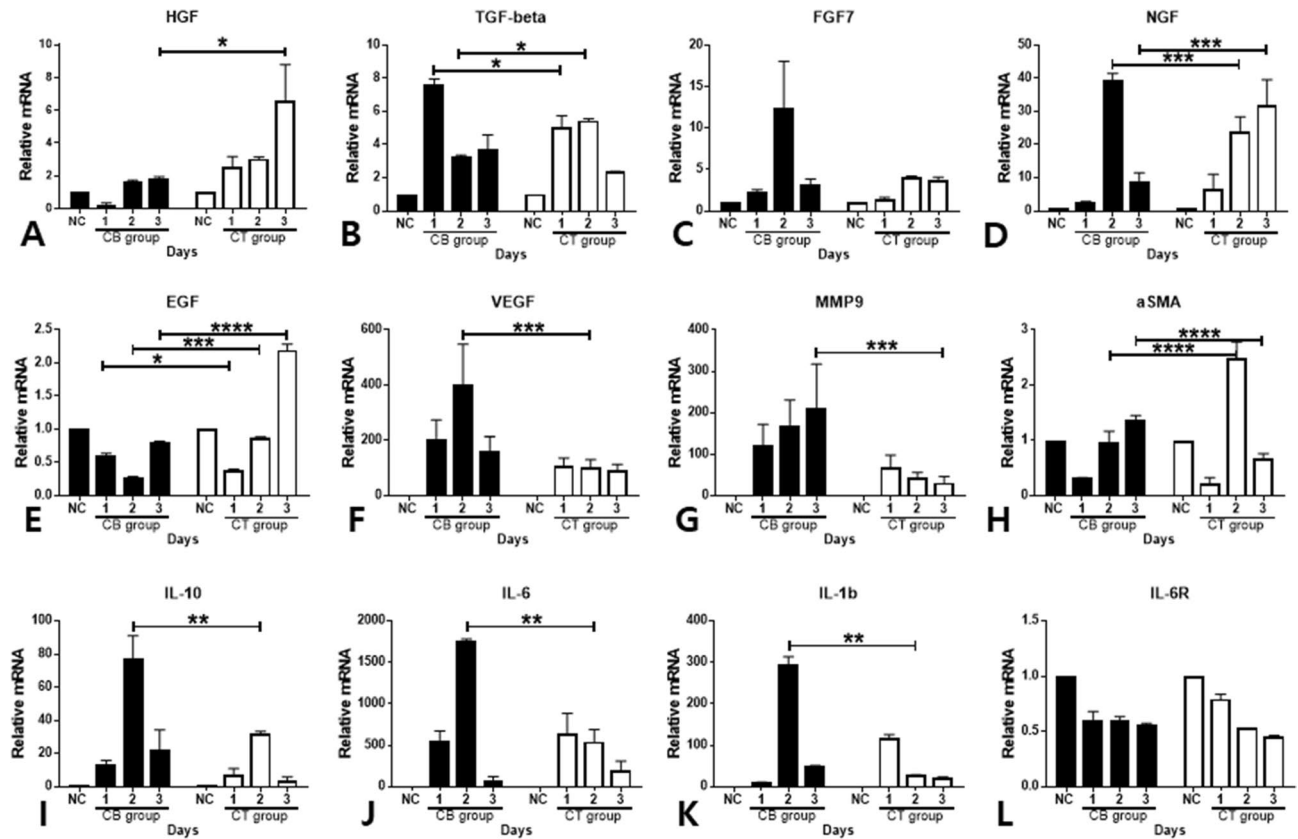 HGF
TGF-beta
FGF7
NGF
Relative mRNA
10
8
6
4
2
0
*
NC
1
2
3
NC
1
2
3
CB group
CT group
Days
A
Relative mRNA
10
8
6
4
2
0
*
*
NC
1
2
3
NC
1
2
3
CB group
CT group
Days
B
Relative mRNA
20
15
10
5
0
NC
1
2
3
NC
1
2
3
CB group
CT group
Days
C
Relative mRNA
50
40
30
20
10
0
***
***
NC
1
2
3
NC
1
2
3
CB group
CT group
Days
D
EGF
VEGF
MMP9
aSMA
Relative mRNA
2.5
2.0
1.5
1.0
0.5
0.0
****
***
*
NC
1
2
3
NC
1
2
3
CB group
CT group
Days
E
Relative mRNA
600
400
200
0
***
NC
1
2
3
NC
1
2
3
CB group
CT group
Days
F
Relative mRNA
400
300
200
100
0
***
NC
1
2
3
NC
1
2
3
CB group
CT group
Days
G
Relative mRNA
3
2
1
0
****
****
NC
1
2
3
NC
1
2
3
CB group
CT group
Days
H
IL-10
IL-6
IL-1b
IL-6R
Relative mRNA
100
80
60
40
20
0
**
NC
1
2
3
NC
1
2
3
CB group
CT group
Days
I
Relative mRNA
2000
1500
1000
500
0
**
NC
1
2
3
NC
1
2
3
CB group
CT group
Days
J
Relative mRNA
400
300
200
100
0
**
NC
1
2
3
NC
1
2
3
CB group
CT group
Days
K
Relative mRNA
1.5
1.0
0.5
0.0
NC
1
2
3
NC
1
2
3
CB group
CT group
Days
L